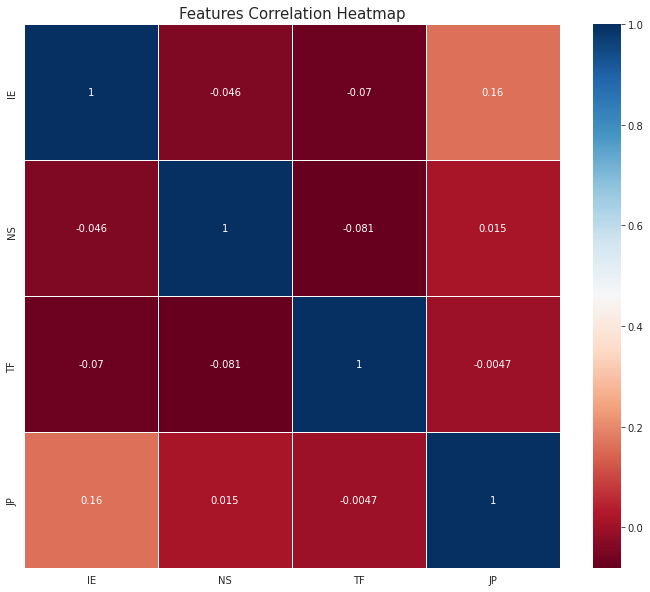 Features Correlation Heatmap
IE 1 -0.046 -0.07 0.16
NS -0.046 1 -0.081 0.015
TF -0.07 -0.081 1 -0.0047
JP 0.16 0.015 -0.0047 1
IE NS TF JP
1.0
0.8
0.6
0.4
0.2
0.0